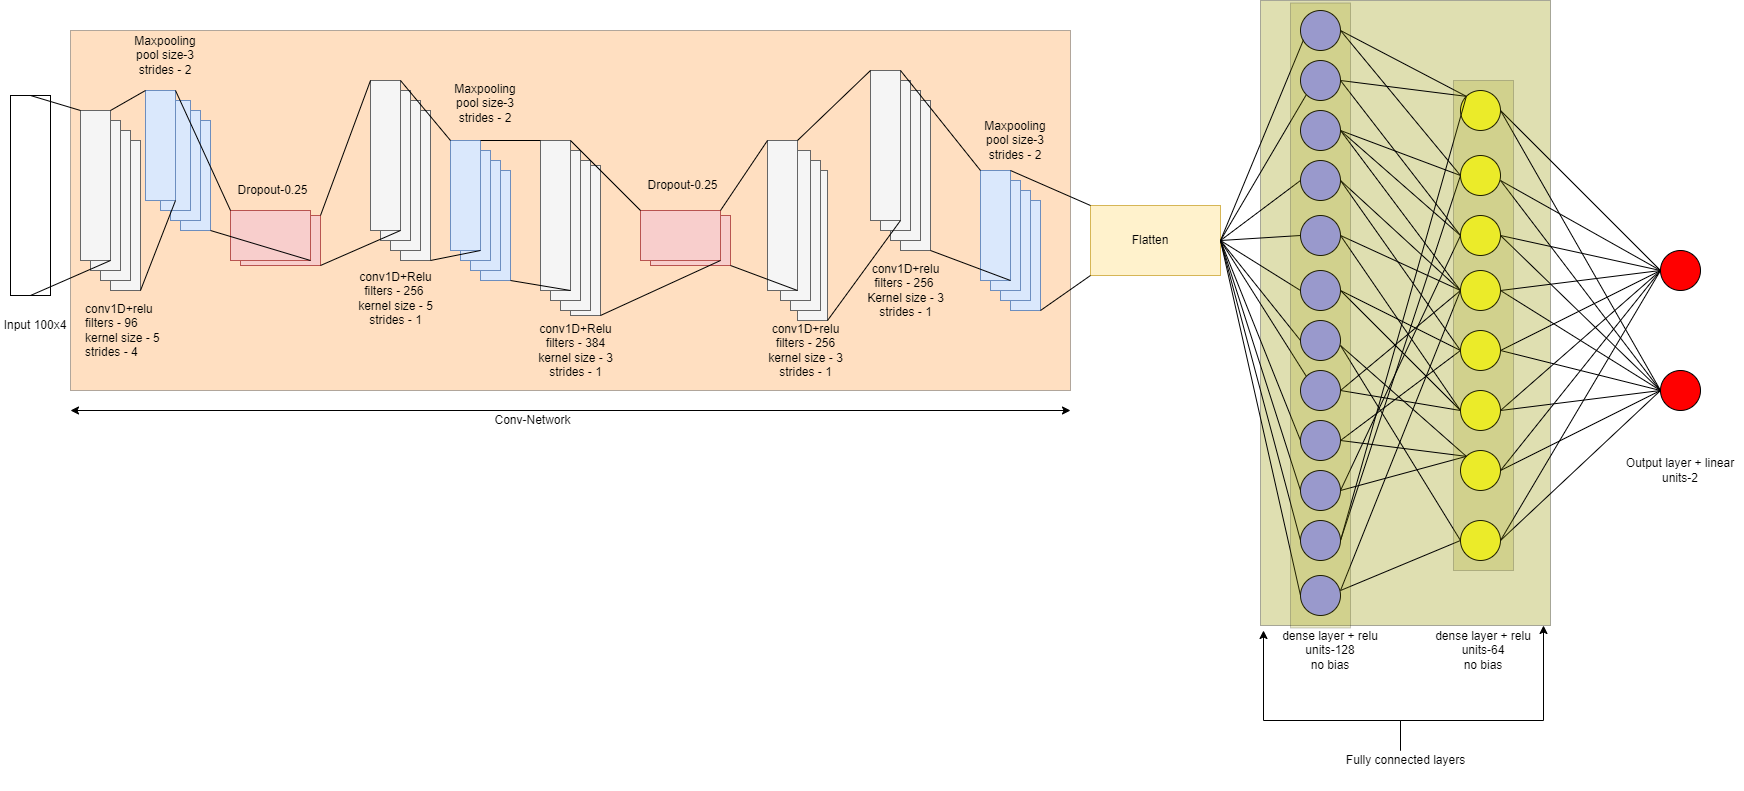 Maxpooling
pool size-3
strides - 2
Dropout-0.25
Maxpooling
pool size-3
strides - 2
Dropout-0.25
Maxpooling
pool size-3
strides - 2
Flatten
Input 100x4
conv1D+relu
filters - 96
kernel size - 5
strides - 4
conv1D+Relu
filters - 256
kernel size - 5
strides - 1
conv1D+Relu
filters - 384
kernel size - 3
strides - 1
conv1D+relu
filters - 256
kernel size - 3
strides - 1
conv1D+relu
filters - 256
Kernel size - 3
strides - 1
Conv-Network
Output layer + linear
units-2
dense layer + relu
units-128
no bias
dense layer + relu
units-64
no bias
Fully connected layers